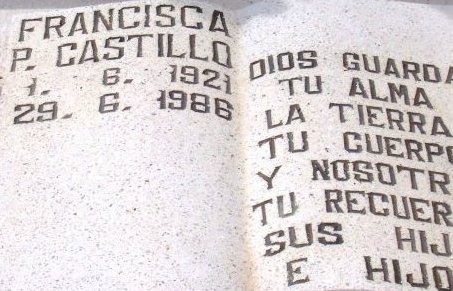 FRANCISCA
P. CASTILLO
1. 6. 1921
29. 6. 1986
DIOS GUARDA
TU ALMA
LA TIERRA
TU CUERPO
Y NOSOTR
TU RECUER
SUS HIJ
E HIJO